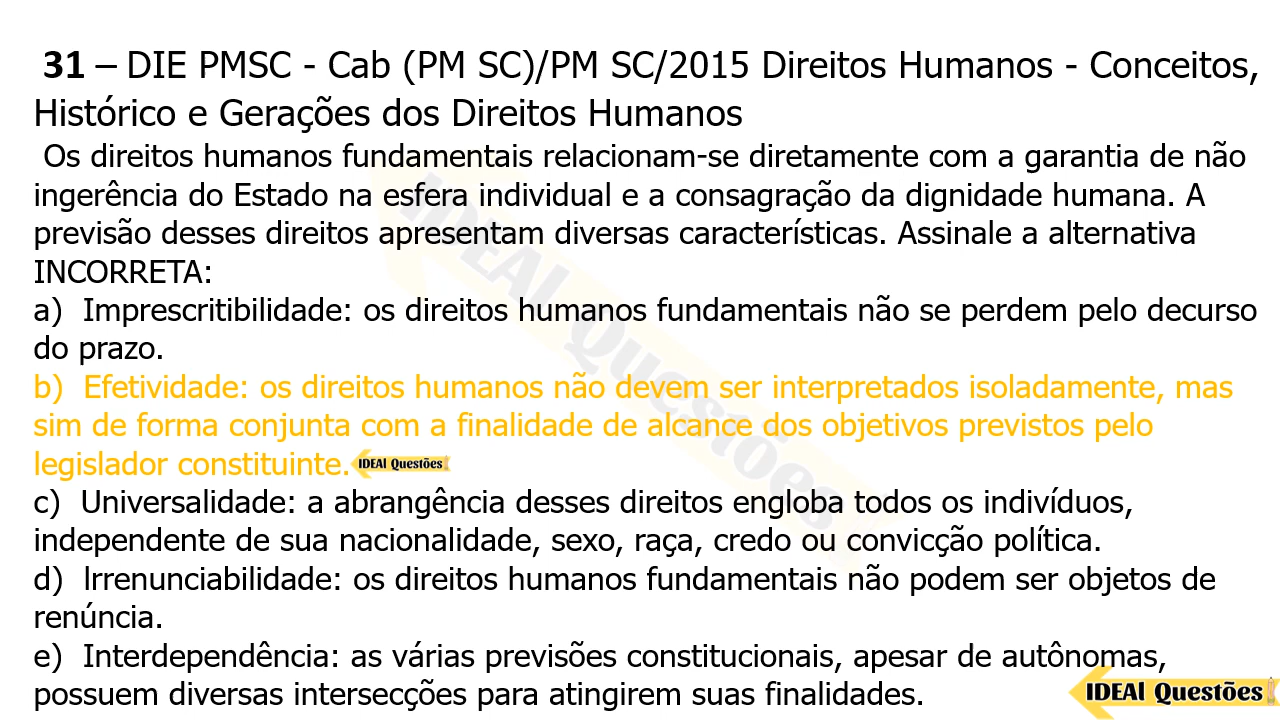 31 – DIE PMSC - Cab (PM SC)/PM SC/2015 Direitos Humanos - Conceitos,
Histórico e Gerações dos Direitos Humanos
Os direitos humanos fundamentais relacionam-se diretamente com a garantia de não
ingerência do Estado na esfera individual e a consagração da dignidade humana. A
previsão desses direitos apresentam diversas características. Assinale a alternativa
INCORRETA:
a) Imprescritibilidade: os direitos humanos fundamentais não se perdem pelo decurso
do prazo.
b) Efetividade: os direitos humanos não devem ser interpretados isoladamente, mas
sim de forma conjunta com a finalidade de alcance dos objetivos previstos pelo
legislador constituinte. IDEAl Questões
c) Universalidade: a abrangência desses direitos engloba todos os indivíduos,
independente de sua nacionalidade, sexo, raça, credo ou convicção política.
d) lrrenunciabilidade: os direitos humanos fundamentais não podem ser objetos de
renúncia.
e) Interdependência: as várias previsões constitucionais, apesar de autônomas,
possuem diversas intersecções para atingirem suas finalidades.
IDEAl Questões
IDEAl Questões